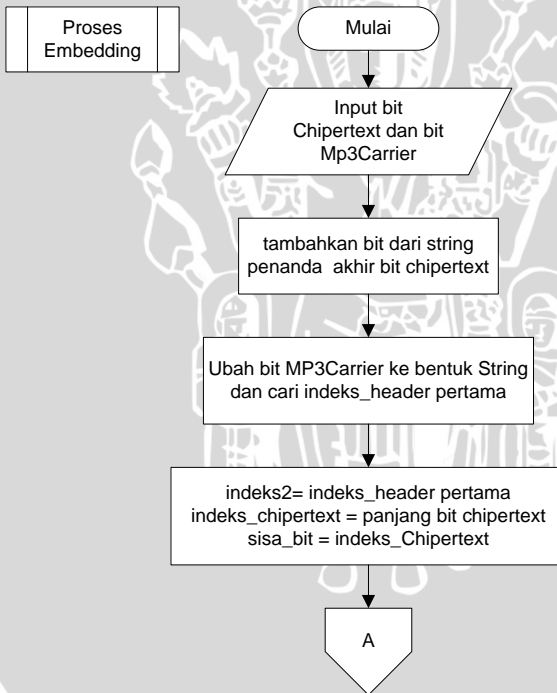 Proses
Embedding
Mulai
Input bit
Chipertext dan bit
Mp3Carrier
tambahkan bit dari string
penanda akhir bit chipertext
Ubah bit MP3Carrier ke bentuk String
dan cari indeks_header pertama
indeks2= indeks_header pertama
indeks_chipertext = panjang bit chipertext
sisa_bit = indeks_Chipertext
A